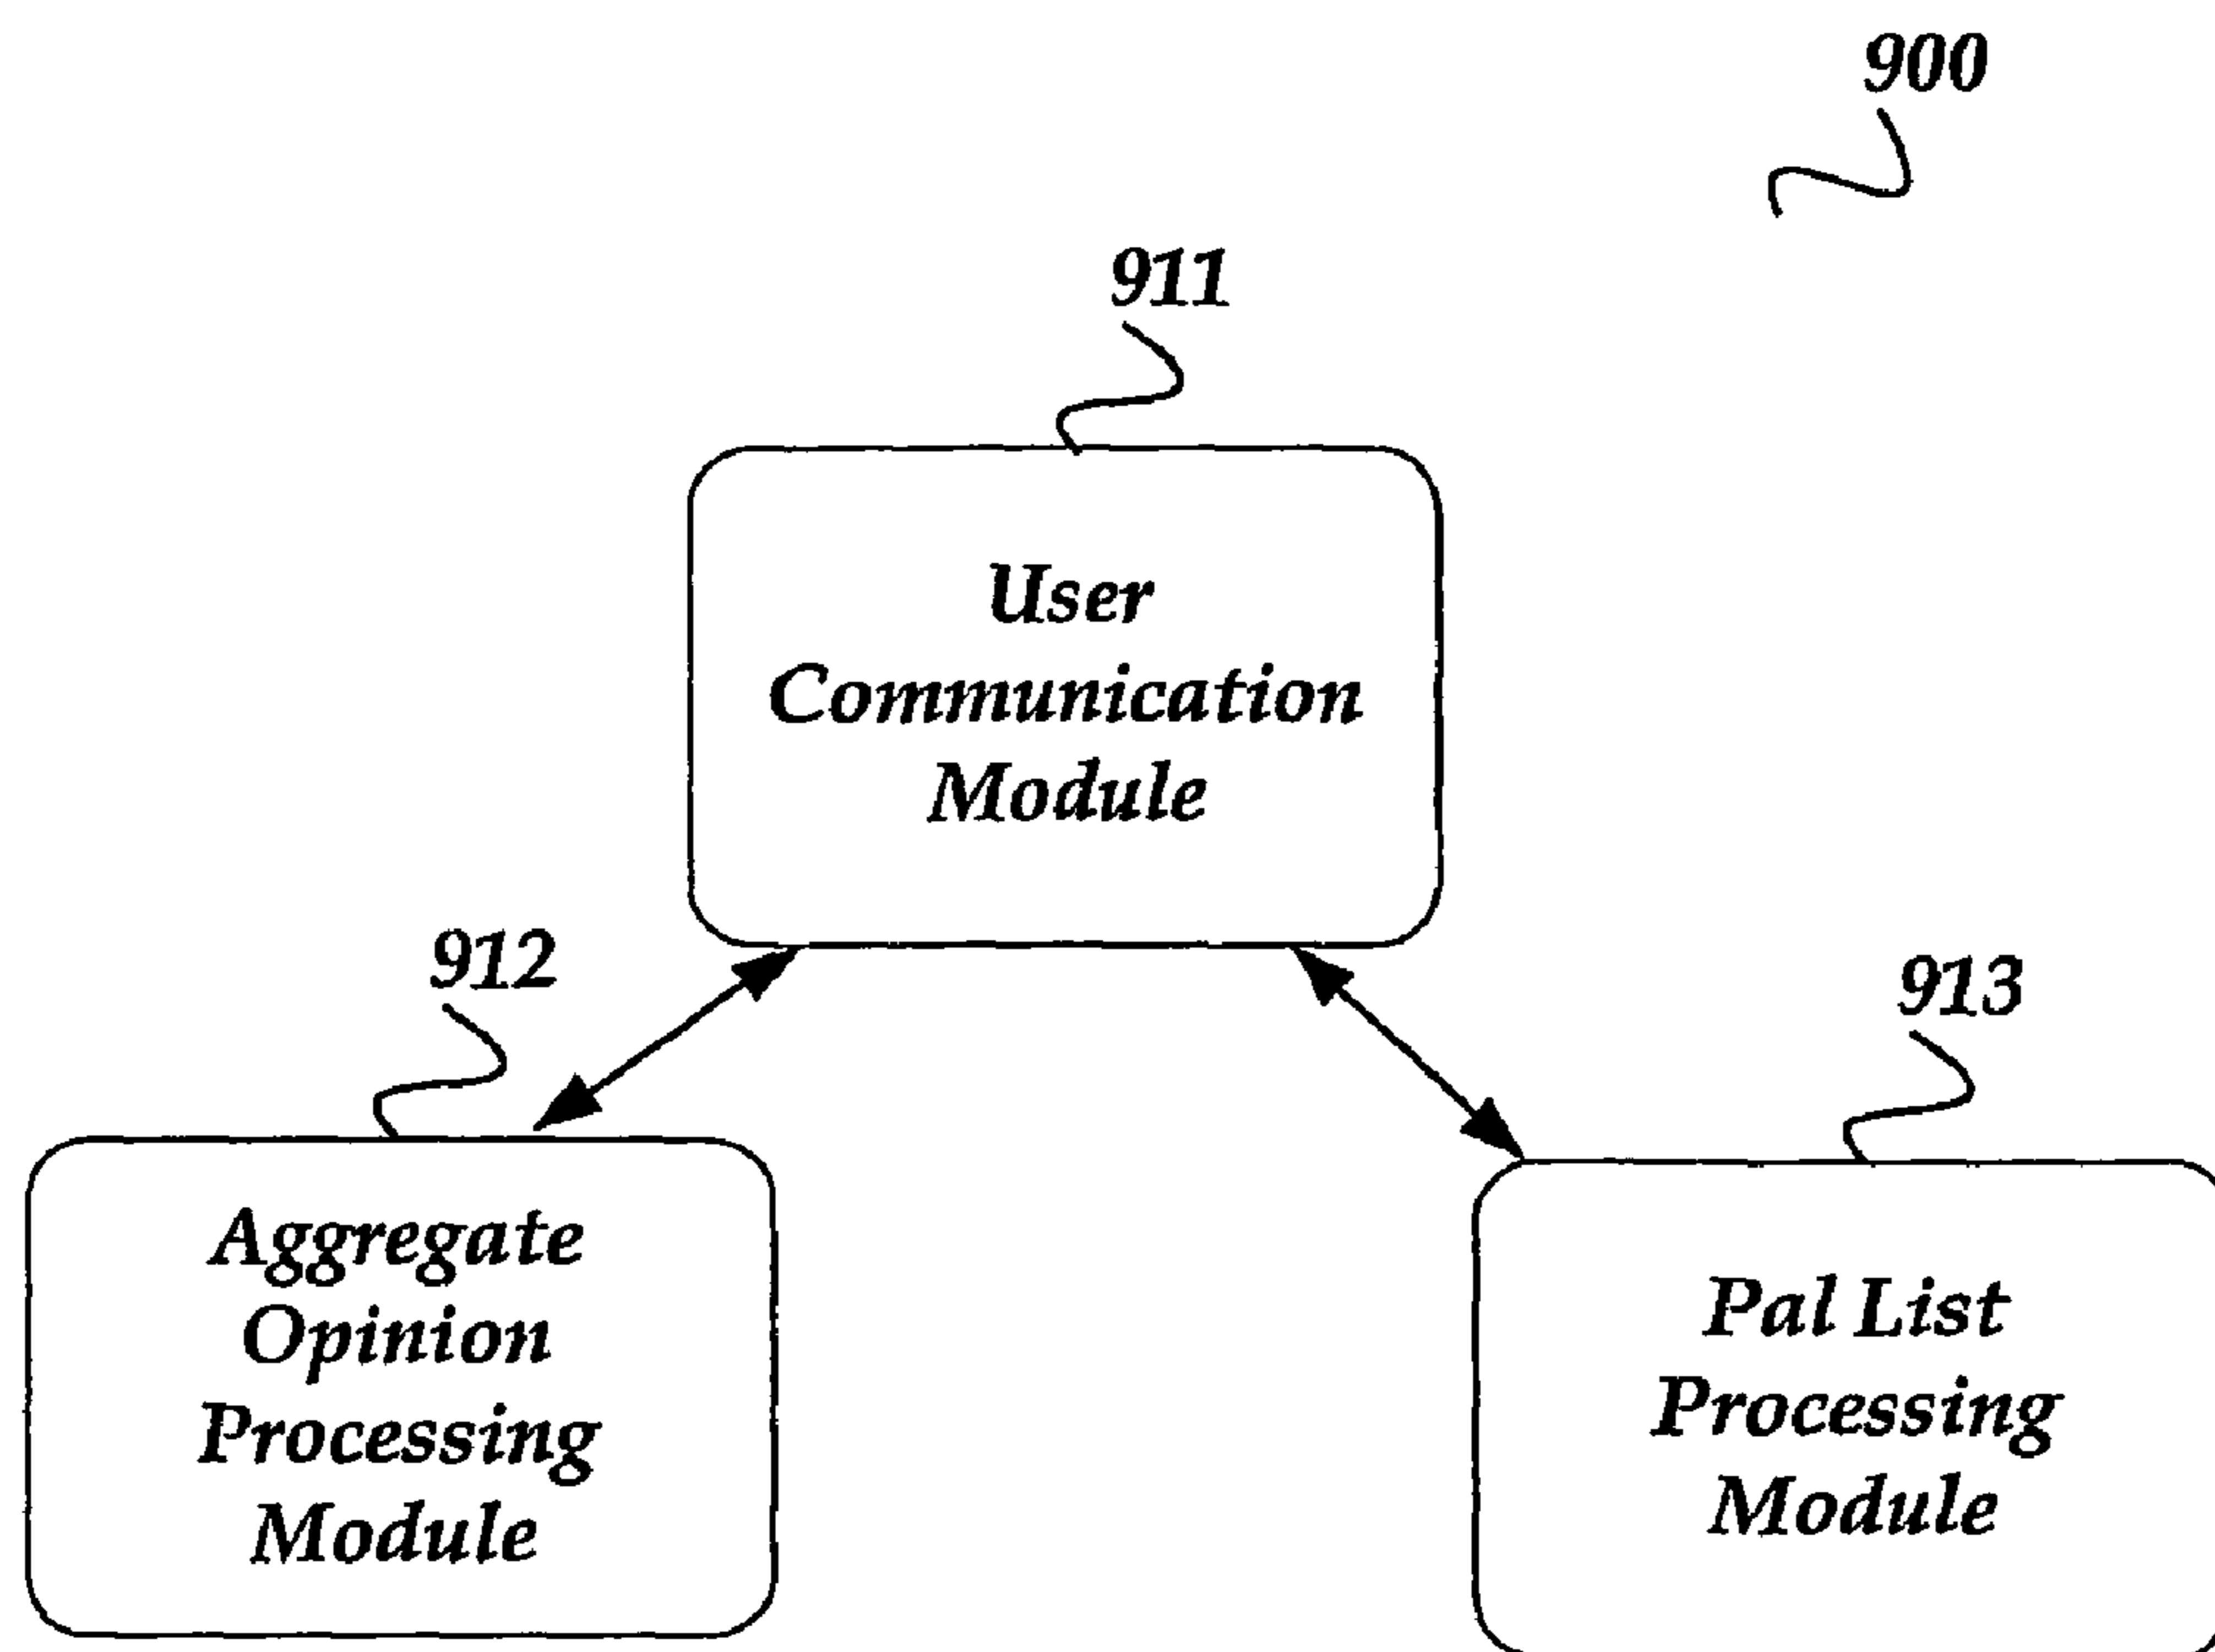 900
911
User
Communication
Module
912
913
Aggregate
Opinion
Processing
Module
Pal List
Processing
Module